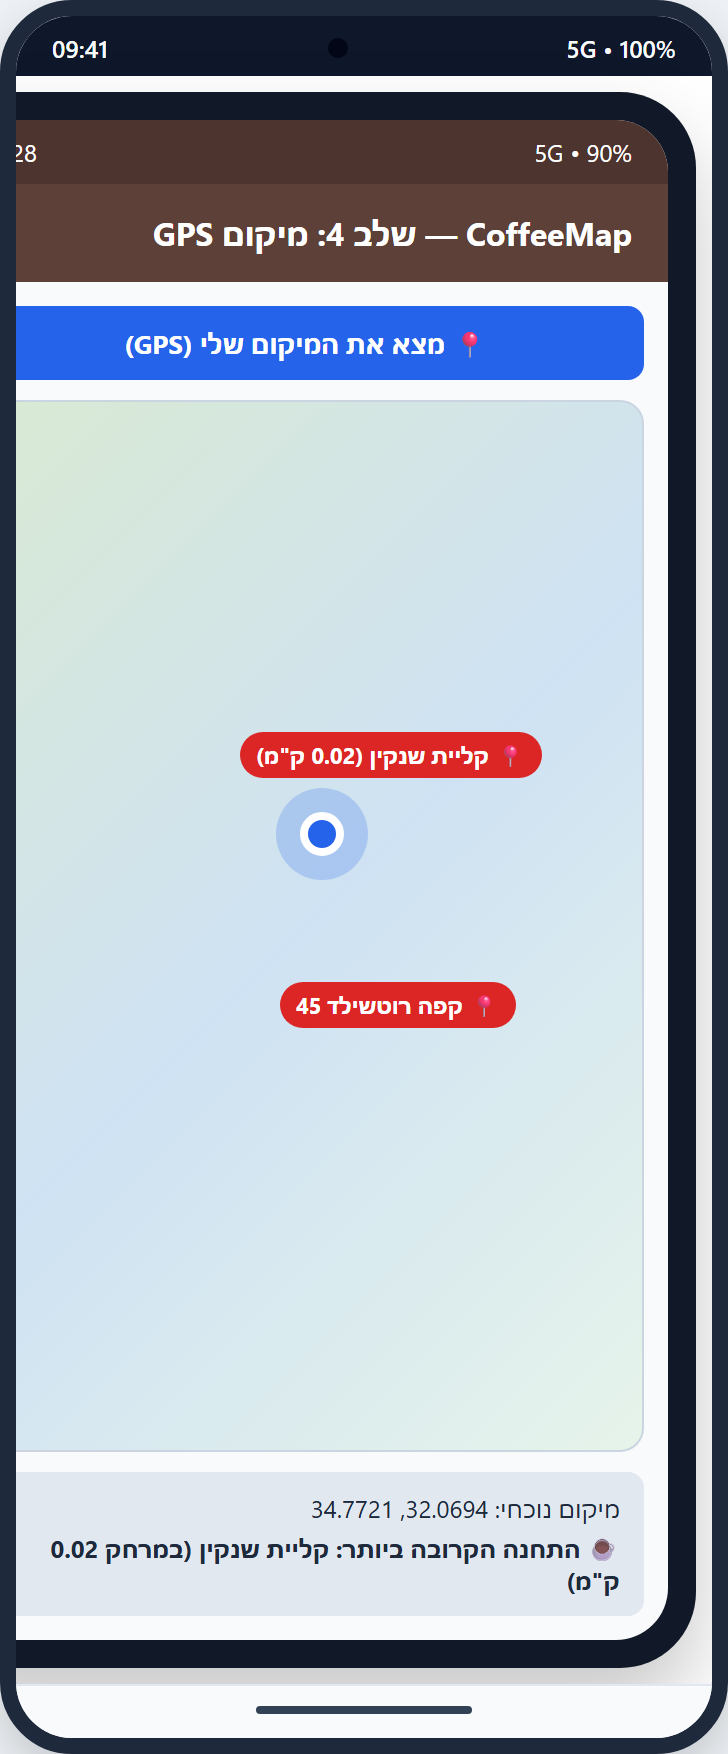 09:41
5G • 100%
28
5G • 90%
CoffeeMap — שלב 4: מיקום GPS
📍 מצא את המיקום שלי (GPS)
📍 קליית שנקין (0.02 ק"מ)
📍 קפה רוטשילד 45
מיקום נוכחי: 32.0694, 34.7721
התחנה הקרובה ביותר: קליית שנקין (במרחק 0.02
ק"מ)